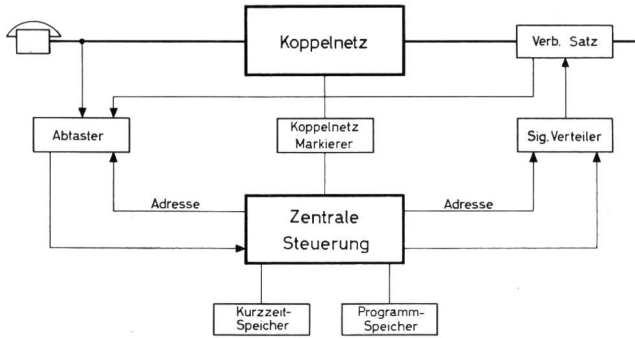 Koppelnetz
Verb. Satz
Abtaster
Koppelnetz
Markierer
Sig. Verteiler
Adresse
Zentrale
Steuerung
Adresse
Kurzzeit-
Speicher
Programm-
Speicher